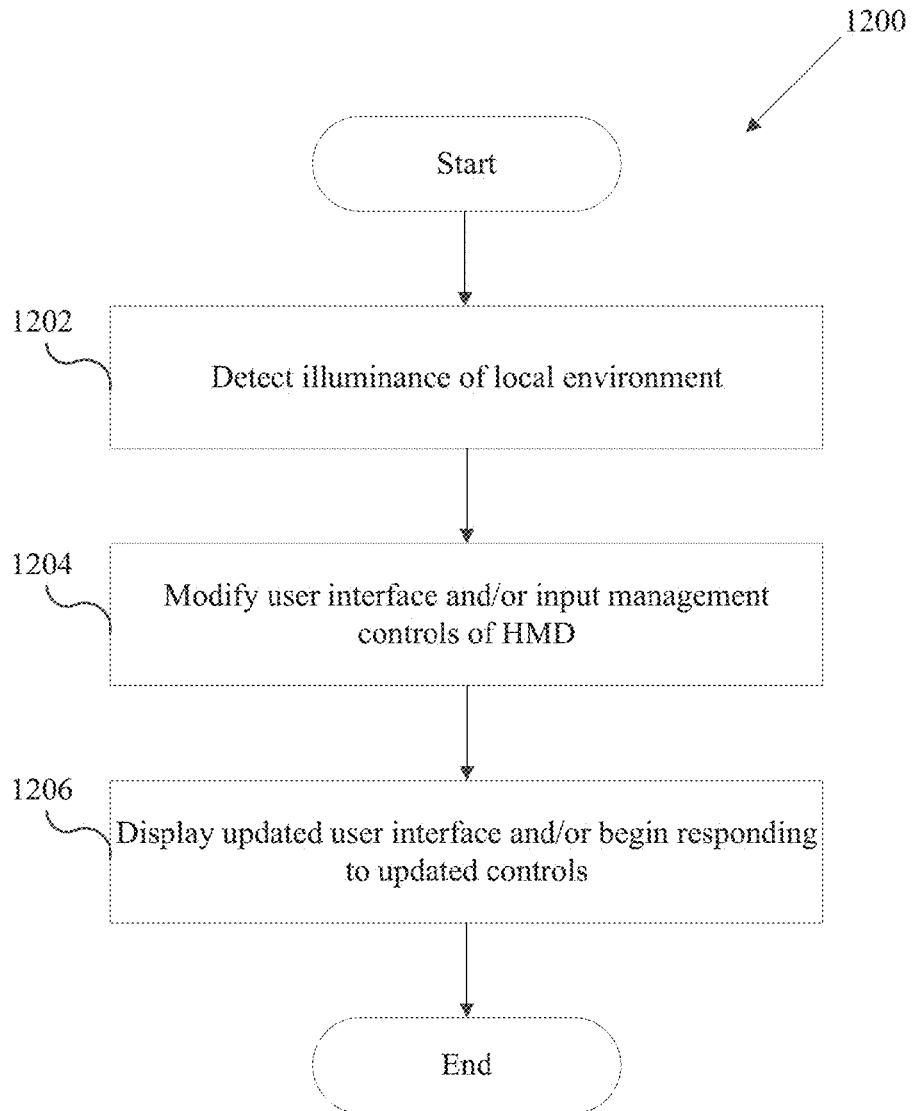 1200
Start
1202
Detect illuminance of local environment
1204
Modify user interface and/or input management
controls of HMD
1206
Display updated user interface and/or begin responding
to updated controls
End